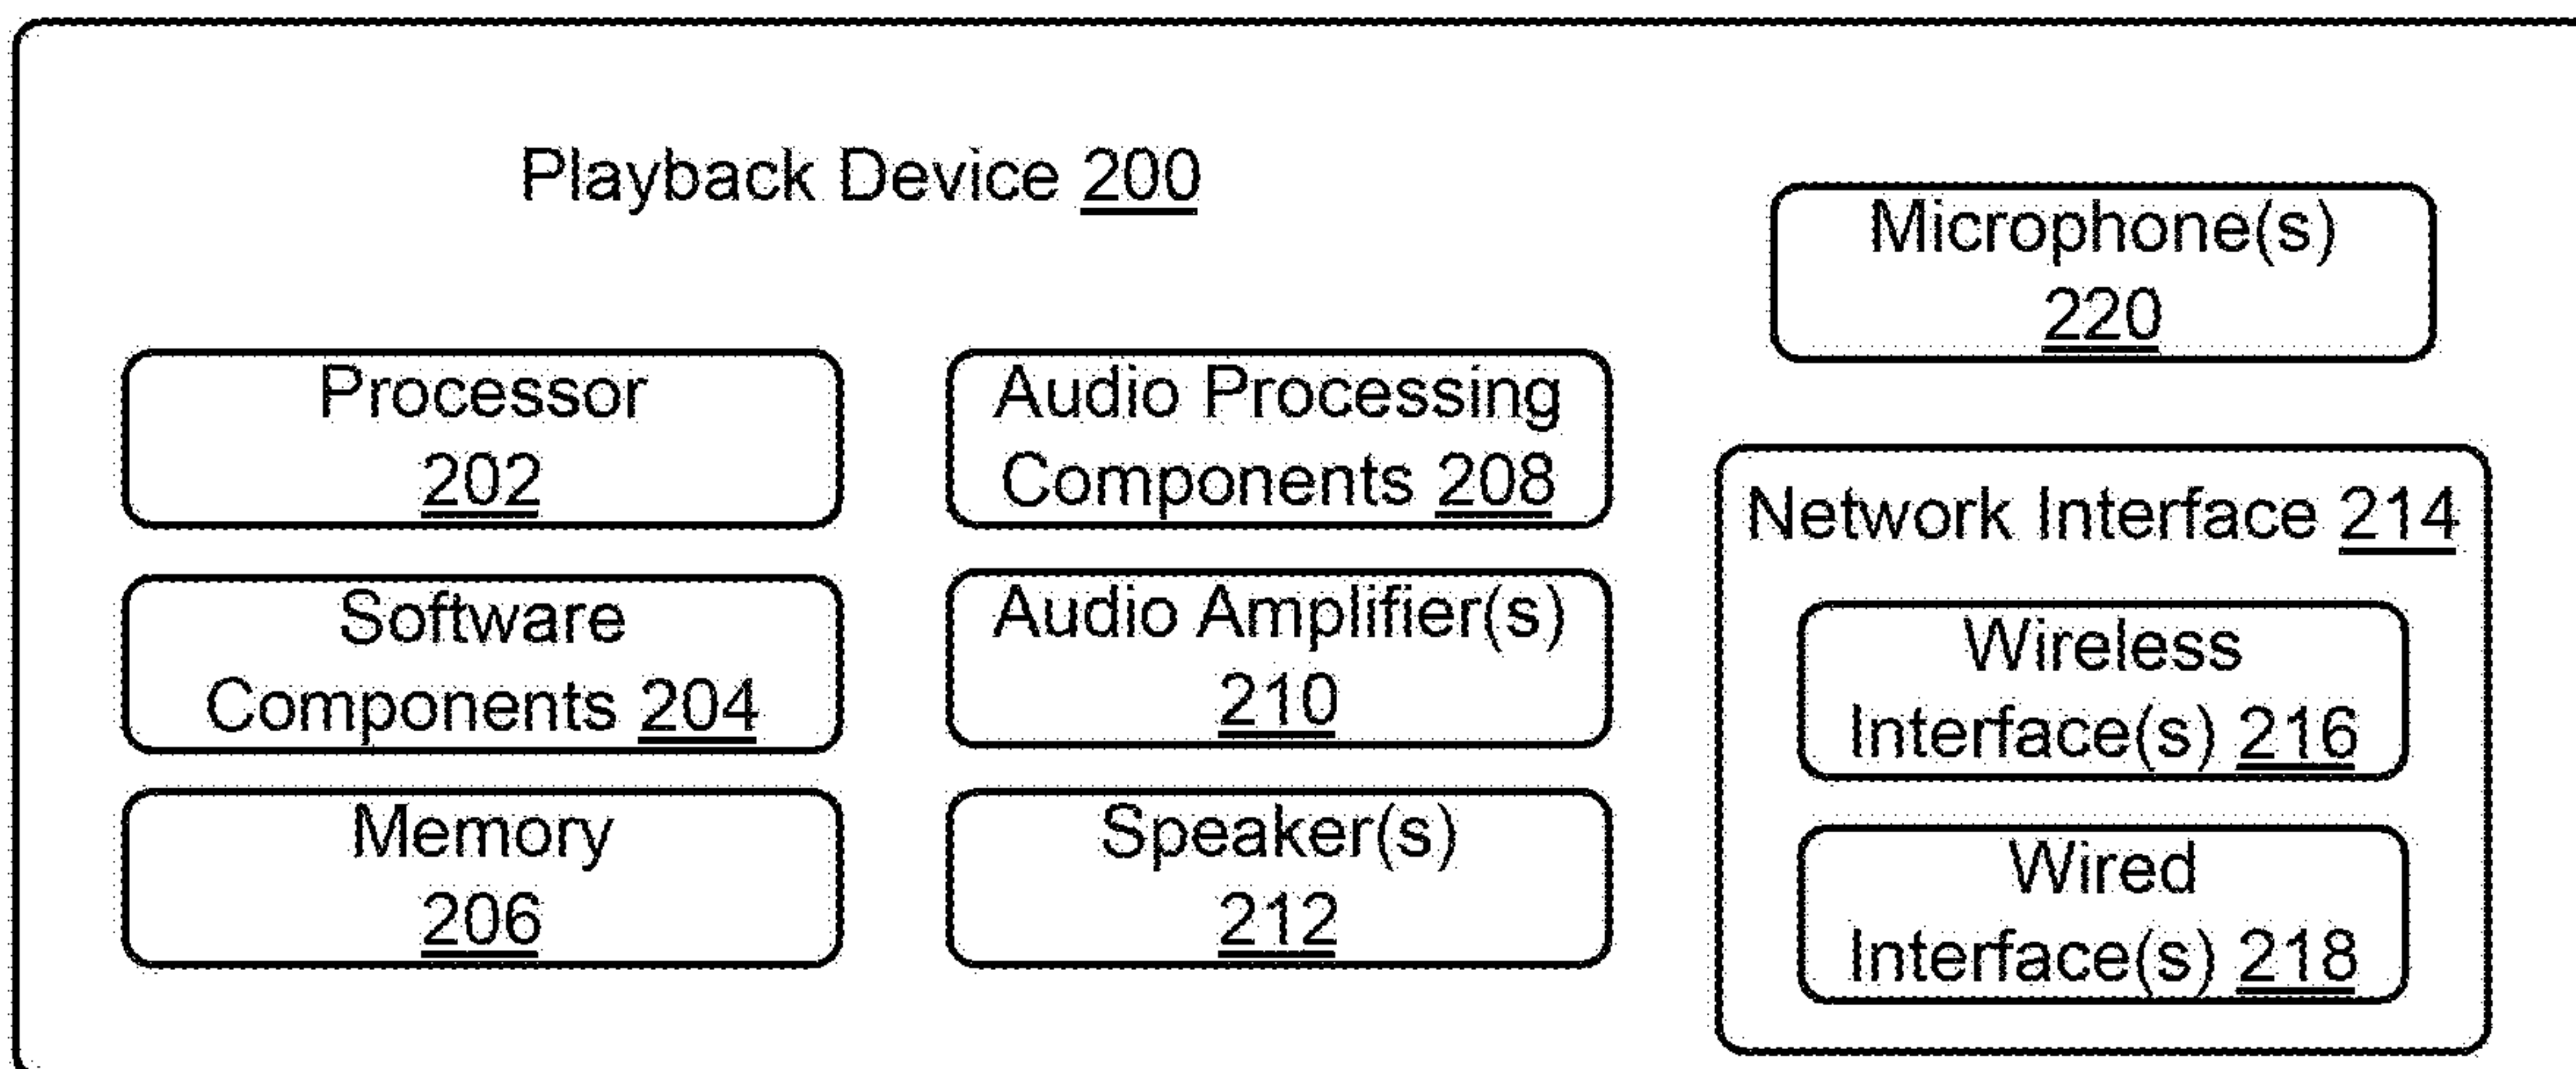 Playback Device 200
Processor
202
Software
Components 204
Memory
206
Audio Processing
Components 208
Audio Amplifier(s)
210
Speaker(s)
212
Microphone(s)
220
Network Interface 214
Wireless
Interface(s) 216
Wired
Interface(s) 218